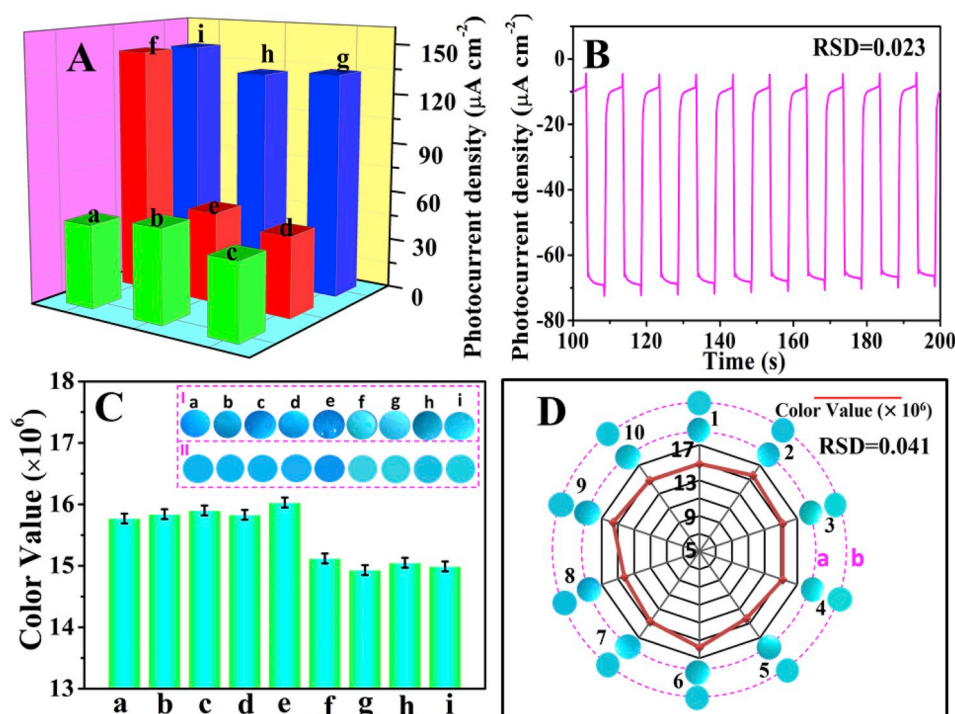 A
a
b
c
d
e
f
g
h
i
150
120
90
60
30
0
Photocurrent density (μA cm⁻²)
B
RSD=0.023
0
-20
-40
-60
-80
Photocurrent density (μA cm⁻²)
100 120 140 160 180 200
Time (s)
C
18
17
16
15
14
13
Color Value (×10⁶)
I
a b c d e f g h i
II
a b c d e f g h i
D
Color Value (× 10⁶)
RSD=0.041
1
2
3
4
5
6
7
8
9
10
17
13
9
5
a b